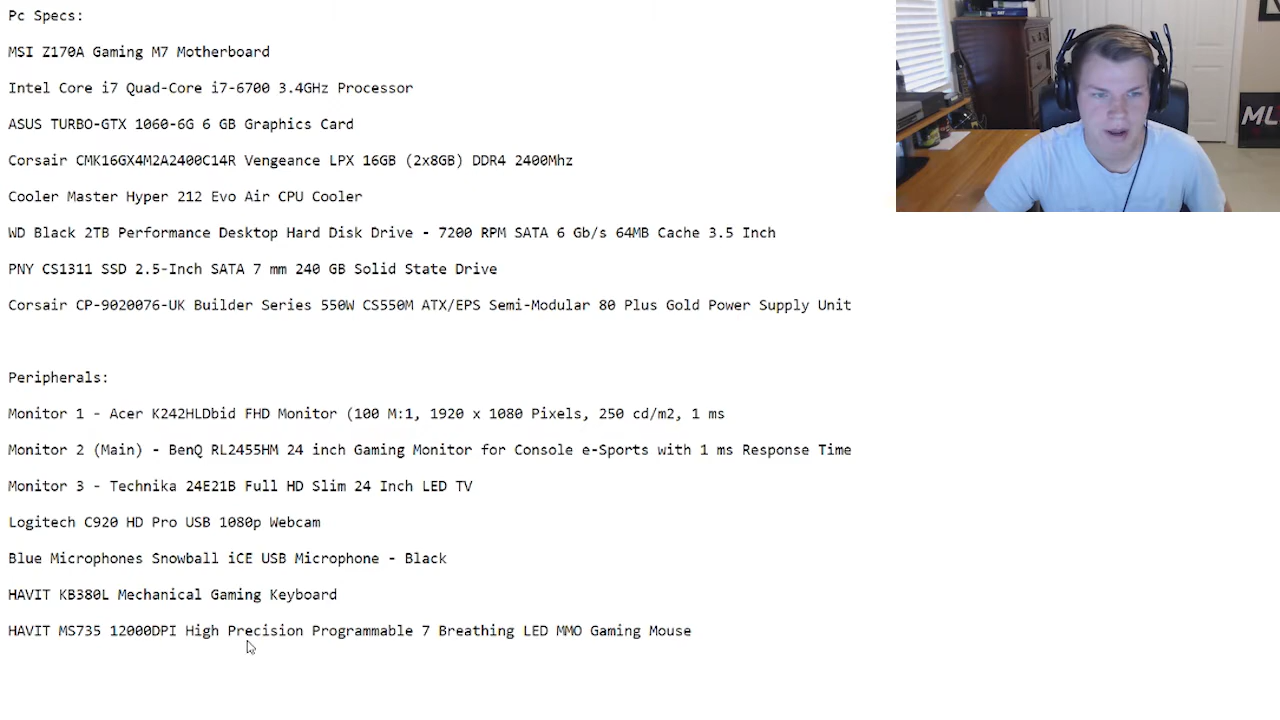 Pc Specs:
MSI Z170A Gaming M7 Motherboard
Intel Core i7 Quad-Core i7-6700 3.4GHz Processor
ASUS TURBO-GTX 1060-6G 6 GB Graphics Card
Corsair CMK16GX4M2A2400C14R Vengeance LPX 16GB (2x8GB) DDR4 2400Mhz
Cooler Master Hyper 212 Evo Air CPU Cooler
WD Black 2TB Performance Desktop Hard Disk Drive - 7200 RPM SATA 6 Gb/s 64MB Cache 3.5 Inch
PNY CS1311 SSD 2.5-Inch SATA 7 mm 240 GB Solid State Drive
Corsair CP-9020076-UK Builder Series 550W CS550M ATX/EPS Semi-Modular 80 Plus Gold Power Supply Unit
Peripherals:
Monitor 1 - Acer K242HLDbid FHD Monitor (100 M:1, 1920 x 1080 Pixels, 250 cd/m2, 1 ms
Monitor 2 (Main) - BenQ RL2455HM 24 inch Gaming Monitor for Console e-Sports with 1 ms Response Time
Monitor 3 - Technika 24E21B Full HD Slim 24 Inch LED TV
Logitech C920 HD Pro USB 1080p Webcam
Blue Microphones Snowball iCE USB Microphone - Black
HAVIT KB380L Mechanical Gaming Keyboard
HAVIT MS735 12000DPI High Precision Programmable 7 Breathing LED MMO Gaming Mouse